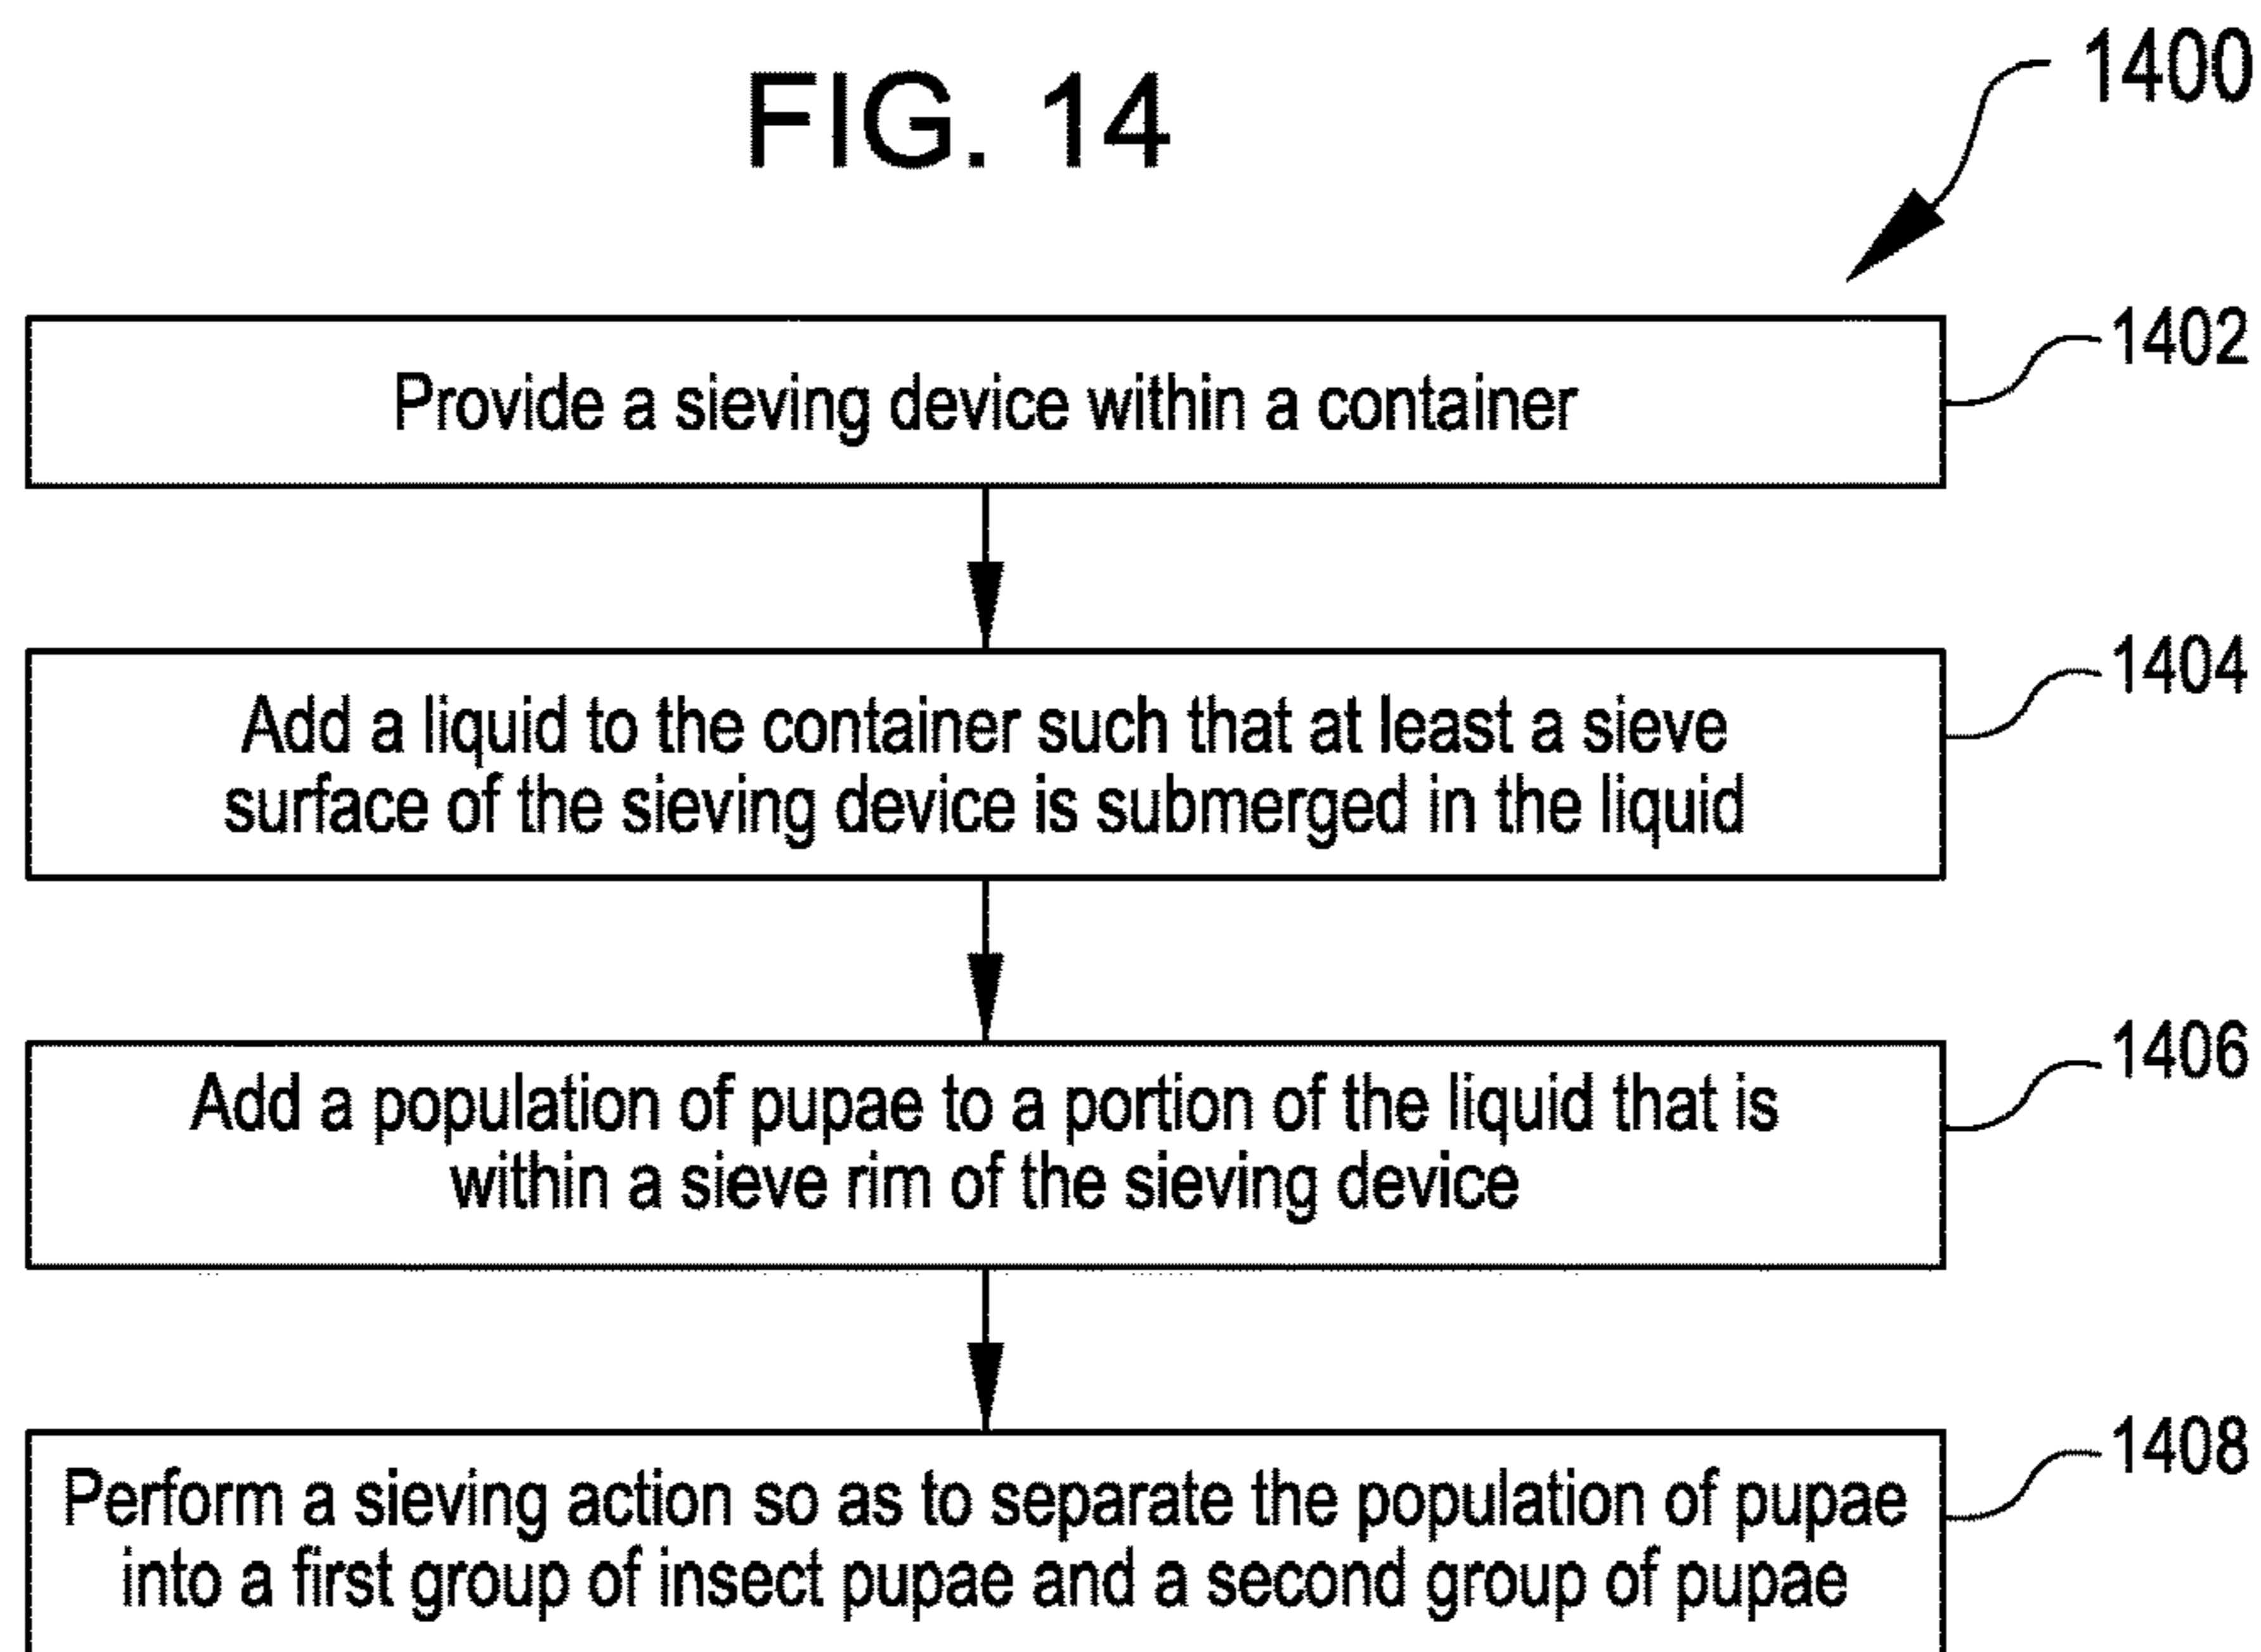 FIG. 14
1400
Provide a sieving device within a container
1402
Add a liquid to the container such that at least a sieve
surface of the sieving device is submerged in the liquid
1404
Add a population of pupae to a portion of the liquid that is
within a sieve rim of the sieving device
1406
Perform a sieving action so as to separate the population of pupae
into a first group of insect pupae and a second group of pupae
1408